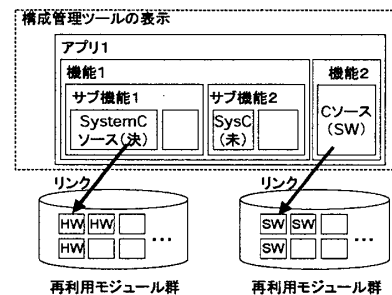 構成管理ツールの表示
アプリ1
機能1
機能2
サブ機能1
サブ機能2
SystemC
ソース(決)
SysC
(未)
Cソース
(SW)
リンク
リンク
HW HW
HW
…
SW SW
SW
…
再利用モジュール群
再利用モジュール群